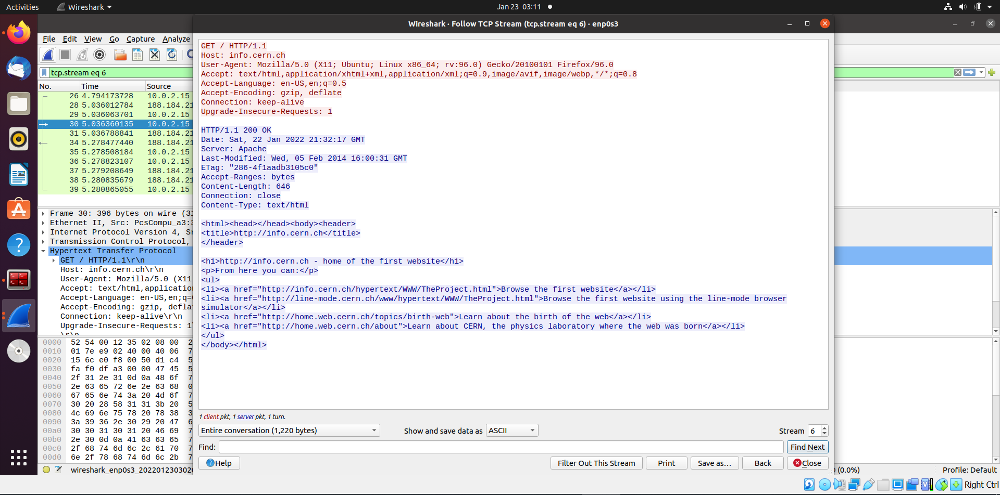 Activities
Wireshark
Jan 23 03:11
Wireshark · Follow TCP Stream (tcp.stream eq 6) · enp0s3
File Edit View Go Capture Analyze
tcp.stream eq 6
No. Time Source
26 4.794173728 10.0.2.15
28 5.036012784 188.184.21
29 5.036063701 10.0.2.15
30 5.036360135 10.0.2.15
31 5.036788841 188.184.21
34 5.278477440 188.184.21
35 5.278508184 10.0.2.15
36 5.278823107 10.0.2.15
37 5.279208649 188.184.21
38 5.280835679 188.184.21
39 5.280865055 10.0.2.15
Frame 30: 396 bytes on wire (31
Ethernet II, Src: PcsCompu_a3:3
Internet Protocol Version 4, Sr
Transmission Control Protocol,
Hypertext Transfer Protocol
GET / HTTP/1.1\r\n
Host: info.cern.ch\r\n
User-Agent: Mozilla/5.0 (X11
Accept: text/html,application
Accept-Language: en-US,en;q=
Accept-Encoding: gzip, defla
Connection: keep-alive\r\n
Upgrade-Insecure-Requests: 1
\r\n
0000 52 54 00 12 35 02 08 00 2
0010 01 7e e9 02 40 00 40 06 7
0020 15 6c e0 f8 00 50 d1 c4 5
0030 fa f0 df a3 00 00 47 45 5
0040 2f 31 2e 31 0d 0a 48 6f 7
0050 2e 63 65 72 6e 2e 63 68 0
0060 67 65 6e 74 3a 20 4d 6f 7
0070 30 20 28 58 31 31 3b 20 5
0080 4c 69 6e 75 78 20 78 38 3
0090 3a 39 36 2e 30 29 20 47 6
00a0 30 30 31 30 31 20 46 69 7
00b0 2e 30 0d 0a 41 63 63 65 7
00c0 2f 68 74 6d 6c 2c 61 70 7
00d0 6e 2f 78 68 74 6d 6c 2b 7
wireshark_enp0s3_2022012303020
GET / HTTP/1.1
Host: info.cern.ch
User-Agent: Mozilla/5.0 (X11; Ubuntu; Linux x86_64; rv:96.0) Gecko/20100101 Firefox/96.0
Accept: text/html,application/xhtml+xml,application/xml;q=0.9,image/avif,image/webp,*/*;q=0.8
Accept-Language: en-US,en;q=0.5
Accept-Encoding: gzip, deflate
Connection: keep-alive
Upgrade-Insecure-Requests: 1
HTTP/1.1 200 OK
Date: Sat, 22 Jan 2022 21:32:17 GMT
Server: Apache
Last-Modified: Wed, 05 Feb 2014 16:00:31 GMT
ETag: "286-4f1aadb3105c0"
Accept-Ranges: bytes
Content-Length: 646
Connection: close
Content-Type: text/html
<html><head></head><body><header>
<title>http://info.cern.ch</title>
</header>
<h1>http://info.cern.ch - home of the first website</h1>
<p>From here you can:</p>
<ul>
<li><a href="http://info.cern.ch/hypertext/WWW/TheProject.html">Browse the first website</a></li>
<li><a href="http://line-mode.cern.ch/www/hypertext/WWW/TheProject.html">Browse the first website using the line-mode browser
simulator</a></li>
<li><a href="http://home.web.cern.ch/topics/birth-web">Learn about the birth of the web</a></li>
<li><a href="http://home.web.cern.ch/about">Learn about CERN, the physics laboratory where the web was born</a></li>
</ul>
</body></html>
1 client pkt, 1 server pkt, 1 turn.
Entire conversation (1,220 bytes)
Show and save data as ASCII
Stream 6
Find:
Find Next
Help
Filter Out This Stream
Print
Save as…
Back
Close
(0.0%)
Profile: Default
Right Ctrl